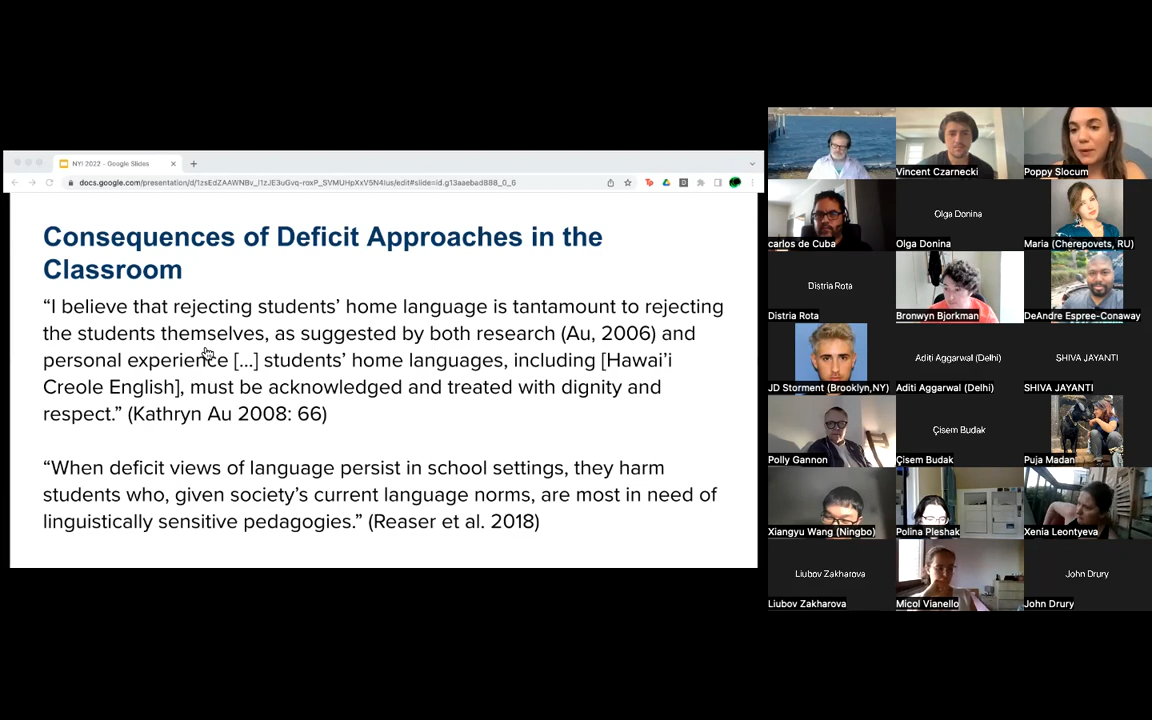 NYI 2022 - Google Slides
docs.google.com/presentation/d/1zsEdZAAWNBv_l1zJE3uGvq-roxP_SVMUHpXxV5N4Ius/edit#slide=id.g13aaebad888_0_6
Consequences of Deficit Approaches in the
Classroom
“I believe that rejecting students’ home language is tantamount to rejecting
the students themselves, as suggested by both research (Au, 2006) and
personal experience [...] students’ home languages, including [Hawai’i
Creole English], must be acknowledged and treated with dignity and
respect.” (Kathryn Au 2008: 66)
“When deficit views of language persist in school settings, they harm
students who, given society’s current language norms, are most in need of
linguistically sensitive pedagogies.” (Reaser et al. 2018)
Vincent Czarnecki
Poppy Slocum
carlos de Cuba
Olga Donina
Olga Donina
Maria (Cherepovets, RU)
Distria Rota
Distria Rota
Bronwyn Bjorkman
DeAndre Espree-Conaway
JD Storment (Brooklyn,NY)
Aditi Aggarwal (Delhi)
Aditi Aggarwal (Delhi)
SHIVA JAYANTI
SHIVA JAYANTI
Polly Gannon
Çisem Budak
Çisem Budak
Puja Madan
Xiangyu Wang (Ningbo)
Polina Pleshak
Xenia Leontyeva
Liubov Zakharova
Liubov Zakharova
Micol Vianello
John Drury
John Drury